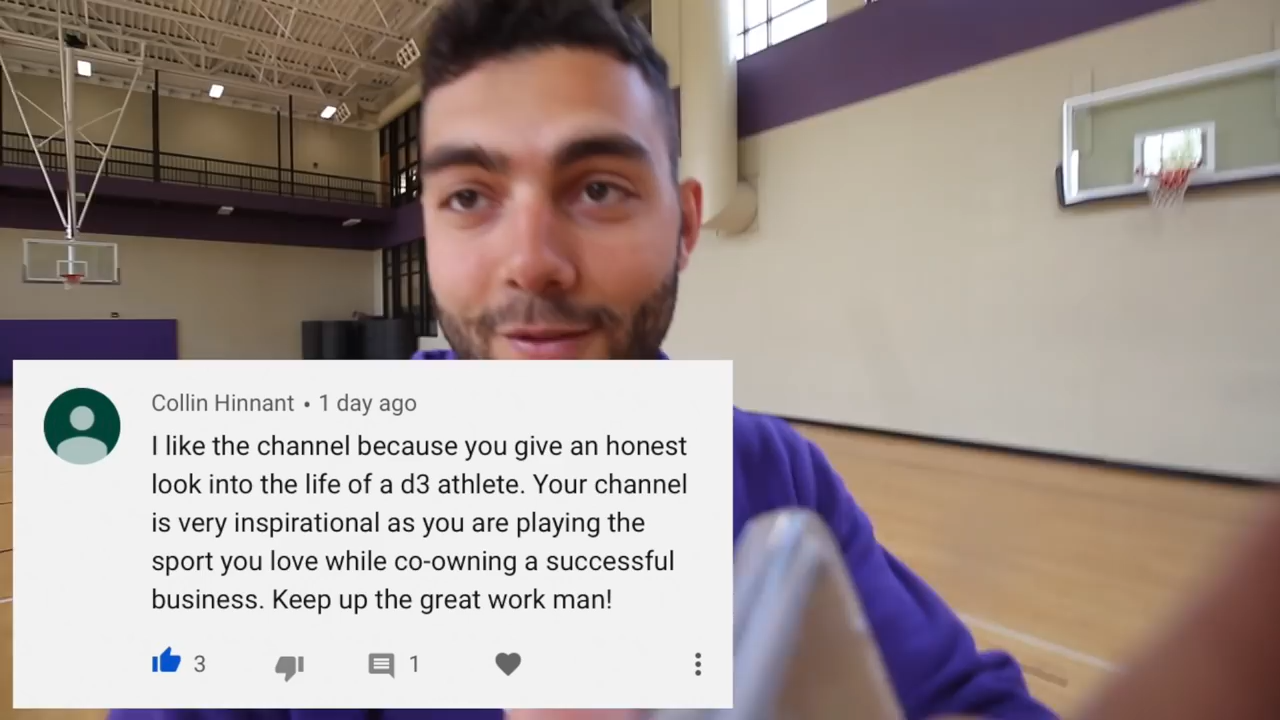 Collin Hinnant • 1 day ago
I like the channel because you give an honest
look into the life of a d3 athlete. Your channel
is very inspirational as you are playing the
sport you love while co-owning a successful
business. Keep up the great work man!
3
1